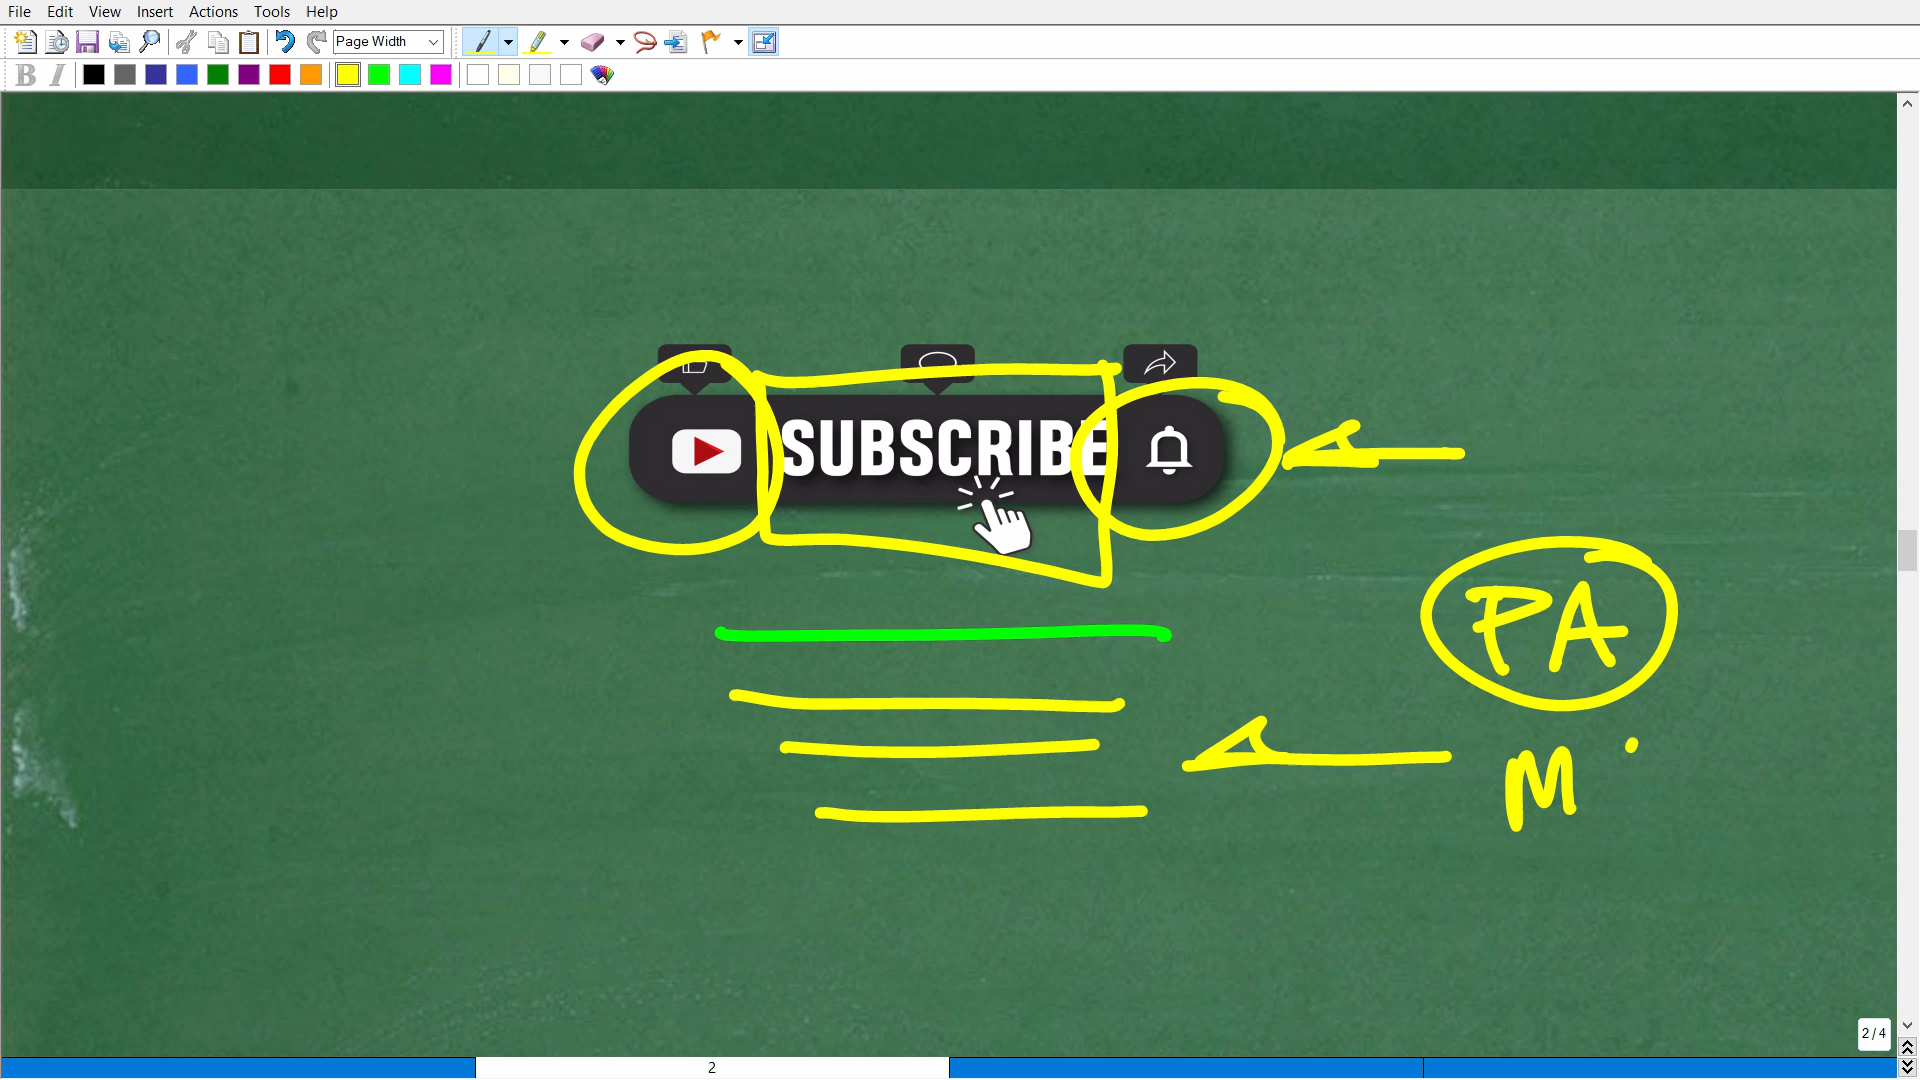 File Edit View Insert Actions Tools Help
Page Width
B I
SUBSCRIBE
PA
M
2 / 4
2